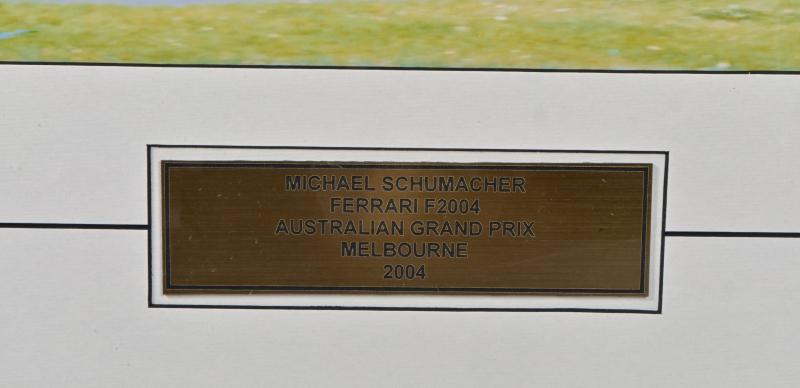 MICHAEL SCHUMACHER
FERRARI F2004
AUSTRALIAN GRAND PRIX
MELBOURNE
2004